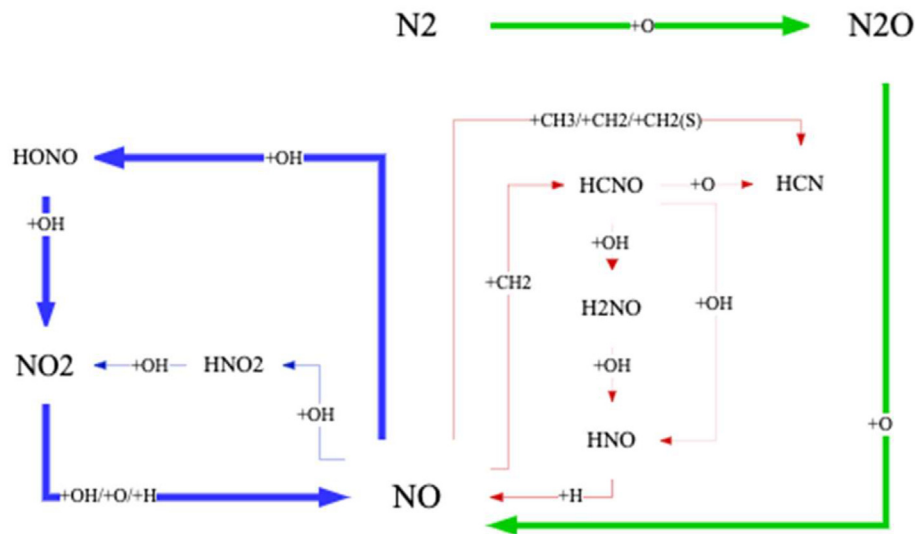 N2
+O
N2O
+CH3/+CH2/+CH2(S)
HONO
+OH
HCNO
+O
HCN
+OH
+OH
+CH2
+OH
H2NO
NO2
+OH
HNO2
+OH
+OH
+O
HNO
+OH/+O/+H
NO
+H